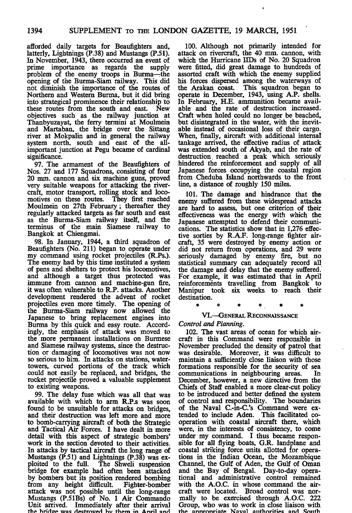 1394 SUPPLEMENT TO THE LONDON GAZETTE, 19 MARCH, 1951
afforded daily targets for Beaufighters and,
latterly, Lightnings (P.38) and Mustangs (P.51).
In November, 1943, there occurred an event of
prime importance as regards the supply
problem of the enemy troops in Burma—the
opening of the Burma-Siam railway. This did
not diminish the importance of the routes of
Northern and Western Burma, but it did bring
into strategical prominence their relationship to
these routes from the south and east. New
objectives such as the railway junction at
Thanbyuzayat, the ferry termini at Moulmein
and Martaban, the bridge over the Sittang
river at Mokpalin and in general the railway
system north, south and east of the all-
important junction at Pegu became of cardinal
significance.
97. The armament of the Beaufighters of
Nos. 27 and 177 Squadrons, consisting of four
20 mm. cannon and six machine guns, proved
very suitable weapons for attacking the river-
craft, motor transport, rolling stock and loco-
motives on these routes. They first reached
Moulmein on 27th February; thereafter they
regularly attacked targets as far south and east
as the Burma-Siam railway itself, and the
terminus of the main Siamese railway to
Bangkok at Chiengmai.
98. In January, 1944, a third squadron of
Beaufighters (No. 211) began to operate under
my command using rocket projectiles (R.Ps.).
The enemy had by this time instituted a system
of pens and shelters to protect his locomotives,
and although a target thus protected was
immune from cannon and machine-gun fire,
it was often vulnerable to R.P. attacks. Another
development rendered the advent of rocket
projectiles even more timely. The opening of
the Burma-Siam railway now allowed the
Japanese to bring replacement engines into
Burma by this quick and easy route. Accord-
ingly, the emphasis of attack was moved to
the more permanent installations on Burmese
and Siamese railway systems, since the destruc-
tion or damaging of locomotives was not now
so serious to him. In attacks on stations, water
towers, curved portions of the track which
could not easily be replaced, and bridges, the
rocket projectile proved a valuable supplement
to existing weapons.
99. The delay fuse which was all that was
available with which to arm R.P.s was soon
found to be unsuitable for attacks on bridges,
and their destruction was left more and more
to bomb-carrying aircraft of both the Strategic
and Tactical Air Forces. I have dealt in more
detail with this aspect of strategic bombers'
work in the section devoted to their activities.
In attacks by tactical aircraft the long range of
Mustangs (P.51) and Lightnings (P.38) was ex-
ploited to the full. The Shweli suspension
bridge for example had often been attacked
by bombers but its position rendered bombing
from any height difficult. Fighter-bomber
attack was not possible until the long-range
Mustangs (P.51Bs) of No. 1 Air Commando
Unit arrived. Immediately after their arrival
the bridge was destroyed by them in April and
100. Although not primarily intended for
attack on rivercraft, the 40 mm. cannon, with
which the Hurricane IIDs of No. 20 Squadron
were fitted, did great damage to hundreds of
assorted craft with which the enemy supplied
his forces dispersed among the waterways of
the Arakan coast. This squadron began to
operate in December, 1943, using A.P. shells.
In February, H.E. ammunition became avail-
able and the rate of destruction increased.
Craft when holed could no longer be beached,
but disintegrated in the water, with the inevit-
able instead of occasional loss of their cargo.
When, finally, aircraft with additional internal
tankage arrived, the effective radius of attack
was extended south of Akyab, and the rate of
destruction reached a peak which seriously
hindered the reinforcement and supply of all
Japanese forces occupying the coastal region
from Cheduba Island northwards to the front
line, a distance of roughly 150 miles.
101. The damage and hindrance that the
enemy suffered from these widespread attacks
are hard to assess, but one criterion of their
effectiveness was the energy with which the
Japanese attempted to defend their communi-
cations. The statistics show that in 1,276 effec-
tive sorties by R.A.F. long-range fighter air-
craft, 35 were destroyed by enemy action or
did not return from operations, and 29 were
seriously damaged by enemy fire, but no
statistical summary can adequately record all
the damage and delay that the enemy suffered.
For example, it was estimated that in April
reinforcements travelling from Bangkok to
Manipur took six weeks to reach their
destination.
* * * * *
VI.—GENERAL RECONNAISSANCE
Control and Planning.
102. The vast areas of ocean for which air-
craft in this Command were responsible in
November precluded the density of patrol that
was desirable. Moreover, it was difficult to
maintain a sufficiently close liaison with those
formations responsible for the security of sea
communications in neighbouring areas. In
December, however, a new directive from the
Chiefs of Staff enabled a more clear-cut policy
to be introduced and better defined the system
of control and responsibility. The boundaries
of the Naval C.-in-C.'s Command were ex-
tended to include Aden. This facilitated co-
operation with coastal aircraft there, which
were, in the interests of consistency, to come
under my command. I thus became respon-
sible for all flying boats, G.R. landplane and
coastal striking force units allotted for opera-
tions in the Indian Ocean, the Mozambique
Channel, the Gulf of Aden, the Gulf of Oman
and the Bay of Bengal. Day-to-day opera-
tional and administrative control remained
with the A.O.C. in whose command the air-
craft were located. Broad control was nor-
mally to be exercised through A.O.C. 222
Group, who was to work in close liaison with
the appropriate Naval authorities and South